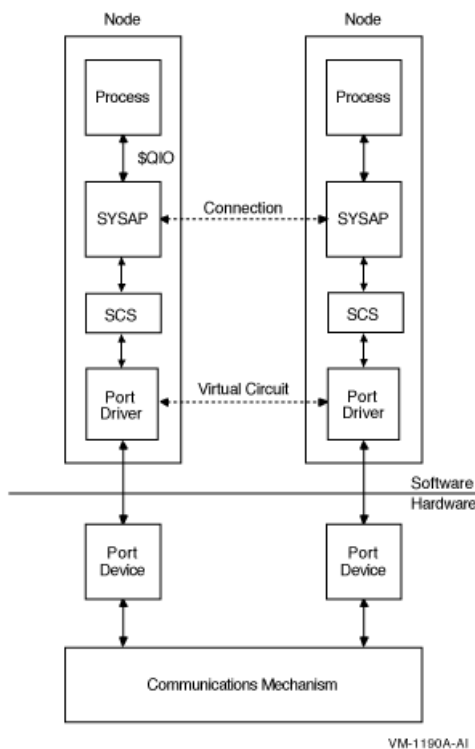 Node Node
Process Process
$QIO
SYSAP Connection SYSAP
SCS SCS
Port
Driver Virtual Circuit Port
Driver
Software
Hardware
Port
Device Port
Device
Communications Mechanism
VM-1190A-AI